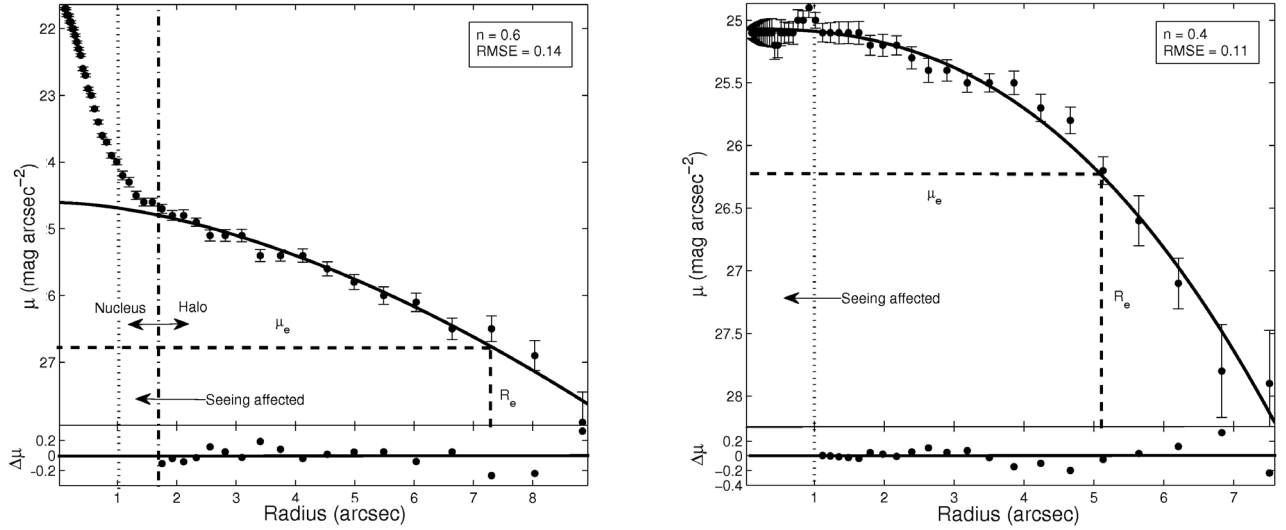 22
23
4
5
6
27
μ (mag arcsec−2)
n = 0.6
RMSE = 0.14
Nucleus
Halo
μe
Re
Seeing affected
0.2
0
−0.2
Δμ
1 2 3 4 5 6 7 8
Radius (arcsec)
25
25.5
26
26.5
27
27.5
28
μ (mag arcsec−2)
n = 0.4
RMSE = 0.11
μe
Seeing affected
Re
0.2
0
−0.2
−0.4
Δμ
1 2 3 4 5 6 7
Radius (arcsec)